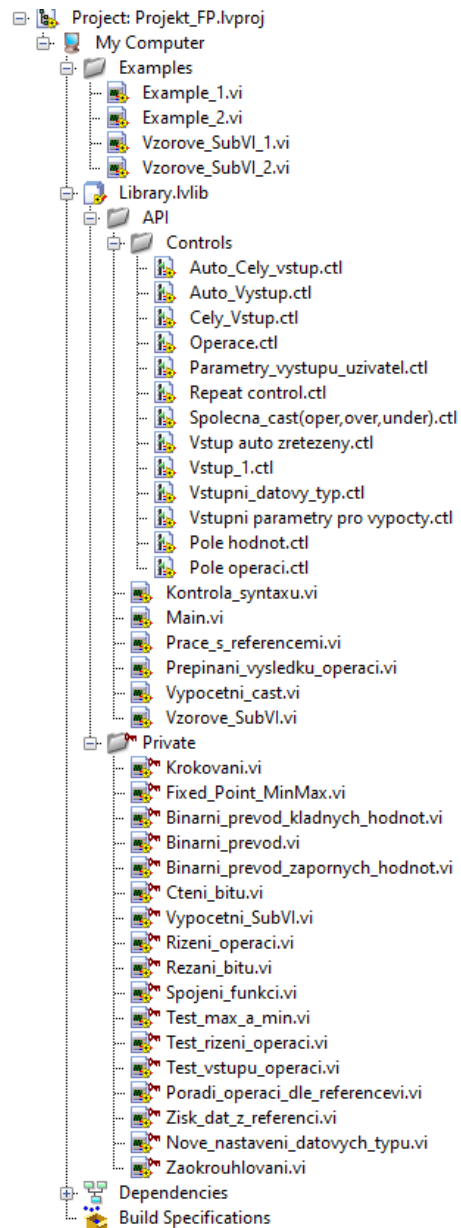 Project: Projekt_FP.lvproj
My Computer
Examples
Example_1.vi
Example_2.vi
Vzorove_SubVI_1.vi
Vzorove_SubVI_2.vi
Library.lvlib
API
Controls
Auto_Cely_vstup.ctl
Auto_Vystup.ctl
Cely_Vstup.ctl
Operace.ctl
Parametry_vystupu_uzivatel.ctl
Repeat control.ctl
Spolecna_cast(oper,over,under).ctl
Vstup auto zretezeny.ctl
Vstup_1.ctl
Vstupni_datovy_typ.ctl
Vstupni parametry pro vypocty.ctl
Pole hodnot.ctl
Pole operaci.ctl
Kontrola_syntaxu.vi
Main.vi
Prace_s_referencemi.vi
Prepinani_vysledku_operaci.vi
Vypocetni_cast.vi
Vzorove_SubVI.vi
Private
Krokovani.vi
Fixed_Point_MinMax.vi
Binarni_prevod_kladnych_hodnot.vi
Binarni_prevod.vi
Binarni_prevod_zapornych_hodnot.vi
Cteni_bitu.vi
Vypocetni_SubVI.vi
Rizeni_operaci.vi
Rezani_bitu.vi
Spojeni_funkci.vi
Test_max_a_min.vi
Test_rizeni_operaci.vi
Test_vstupu_operaci.vi
Poradi_operaci_dle_referencevi.vi
Zisk_dat_z_referenci.vi
Nove_nastaveni_datovych_typu.vi
Zaokrouhlovani.vi
Dependencies
Build Specifications